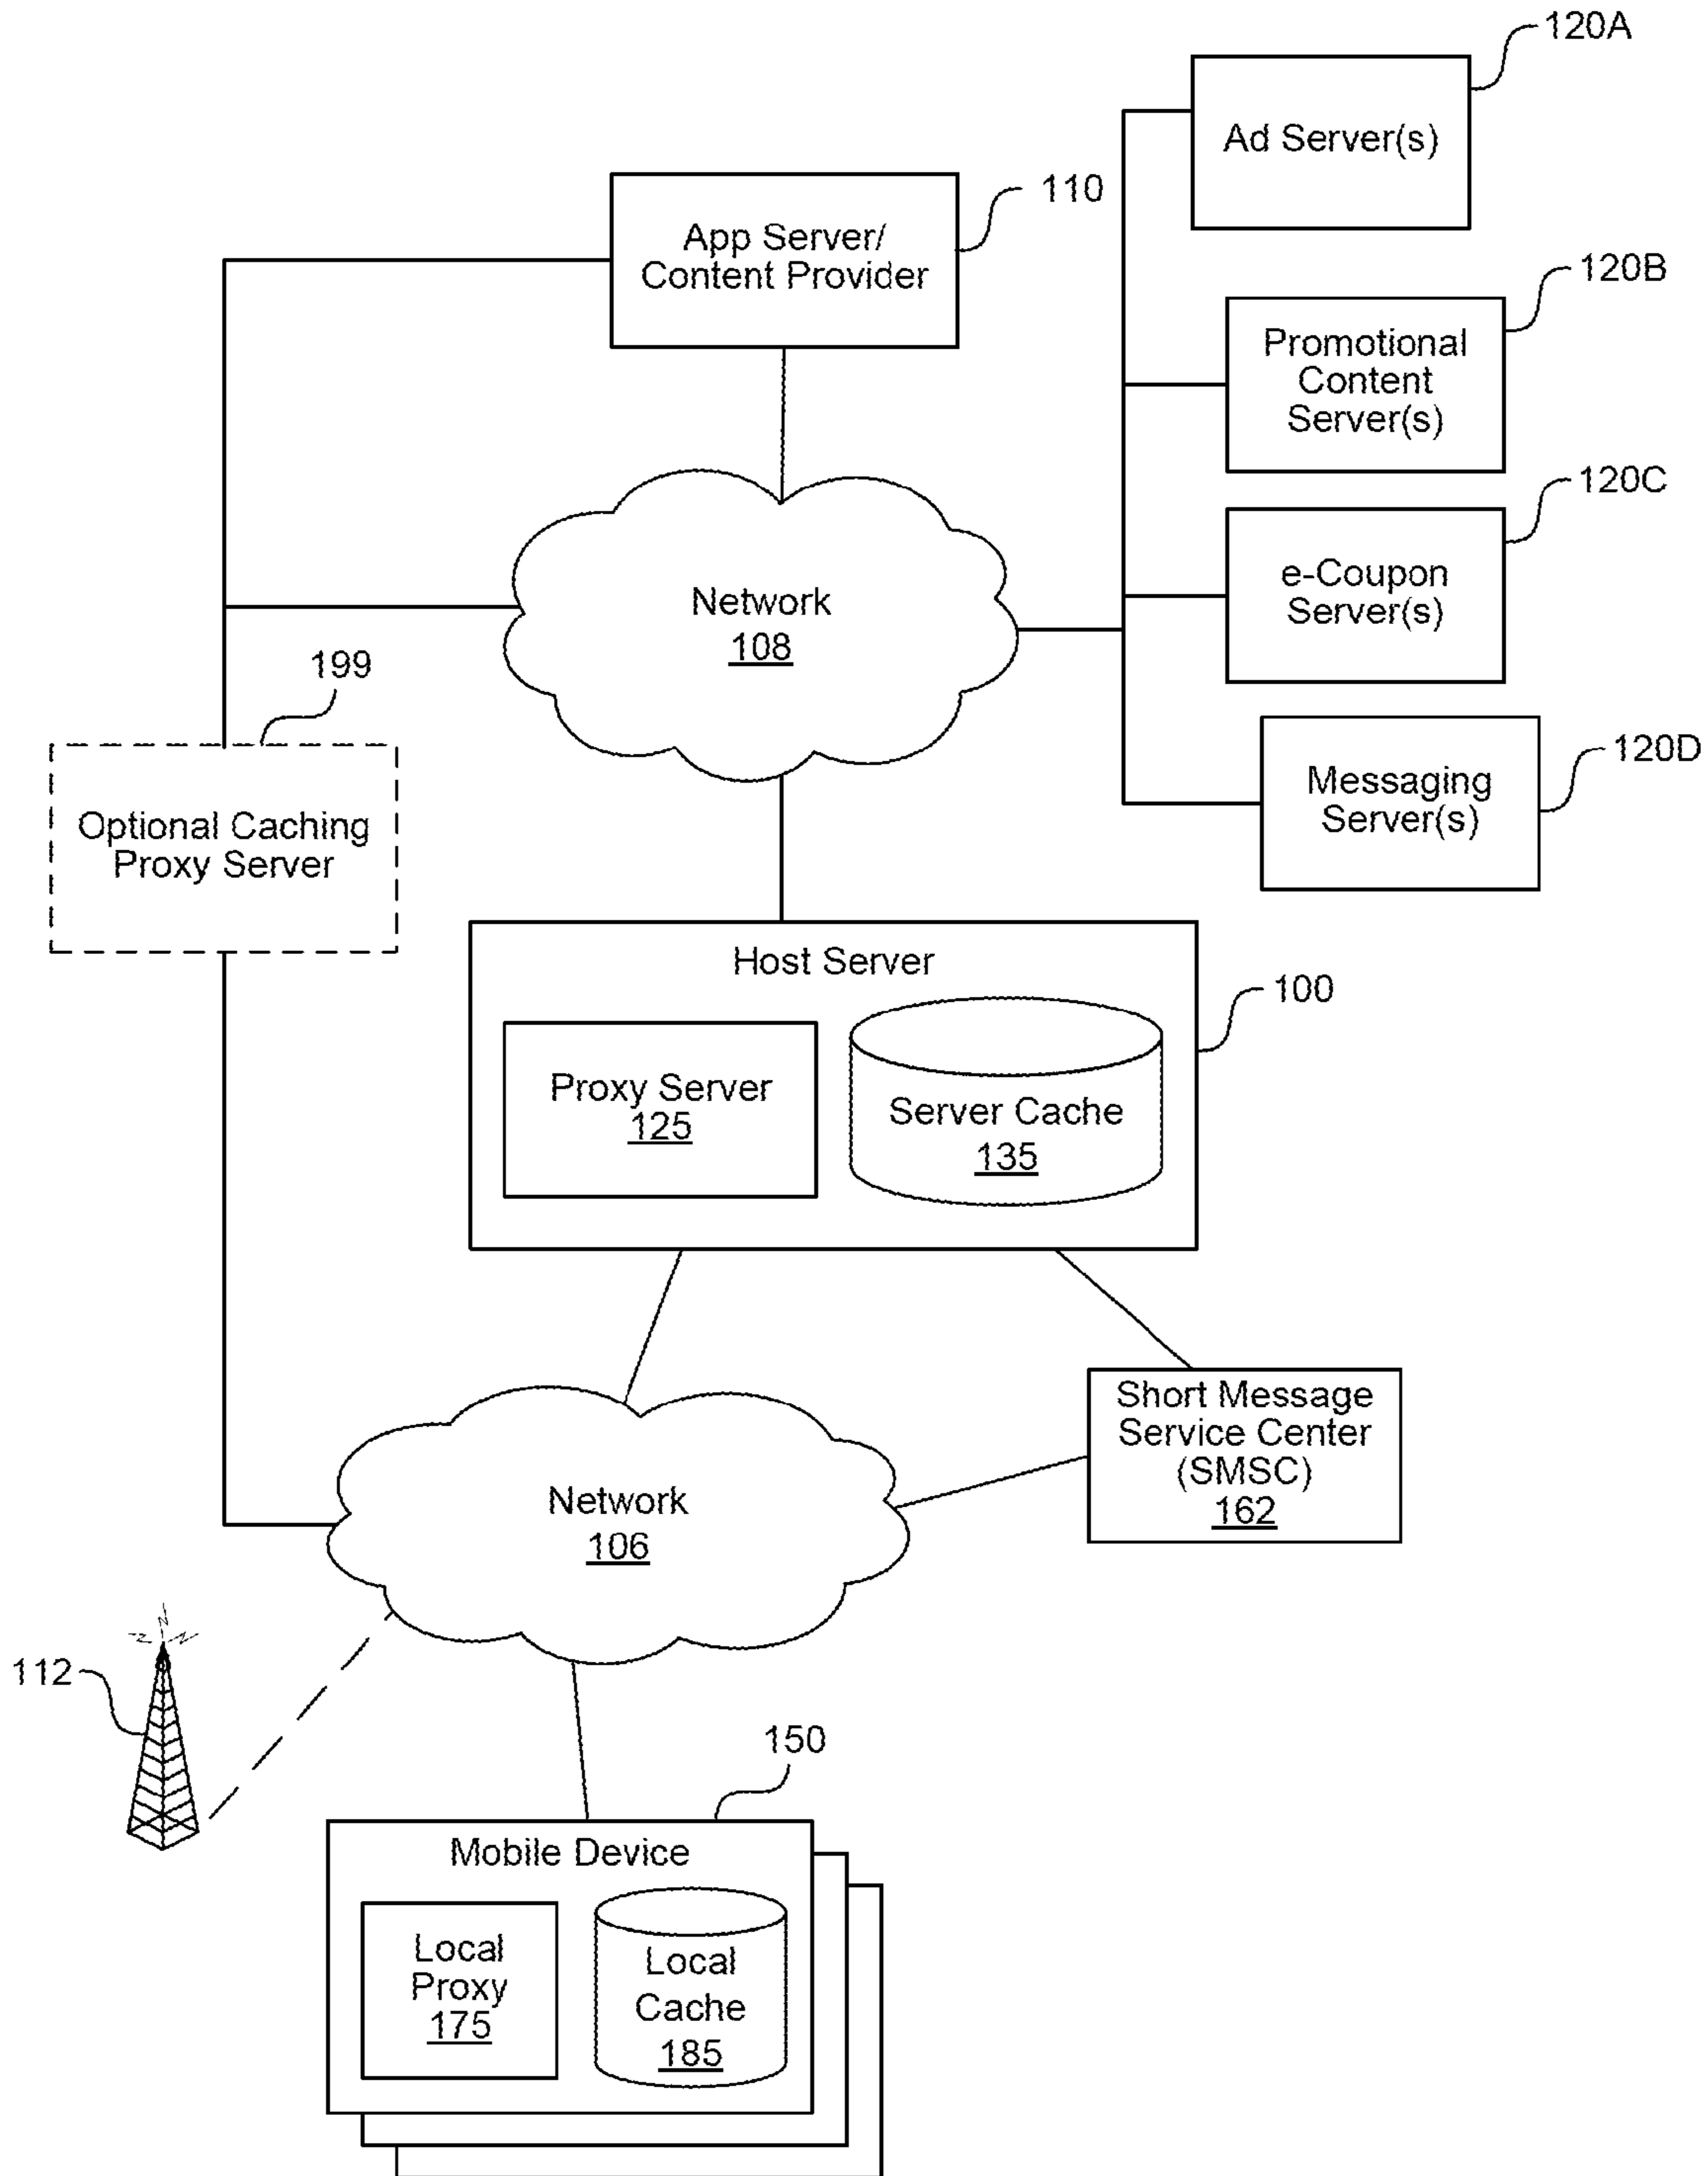 120A
Ad Server(s)
110
App Server/
Content Provider
120B
Promotional
Content
Server(s)
120C
e-Coupon
Server(s)
Network
108
199
120D
Messaging
Server(s)
Optional Caching
Proxy Server
Host Server
100
Proxy Server
125
Server Cache
135
Short Message
Service Center
(SMSC)
162
Network
106
112
150
Mobile Device
Local
Proxy
175
Local
Cache
185